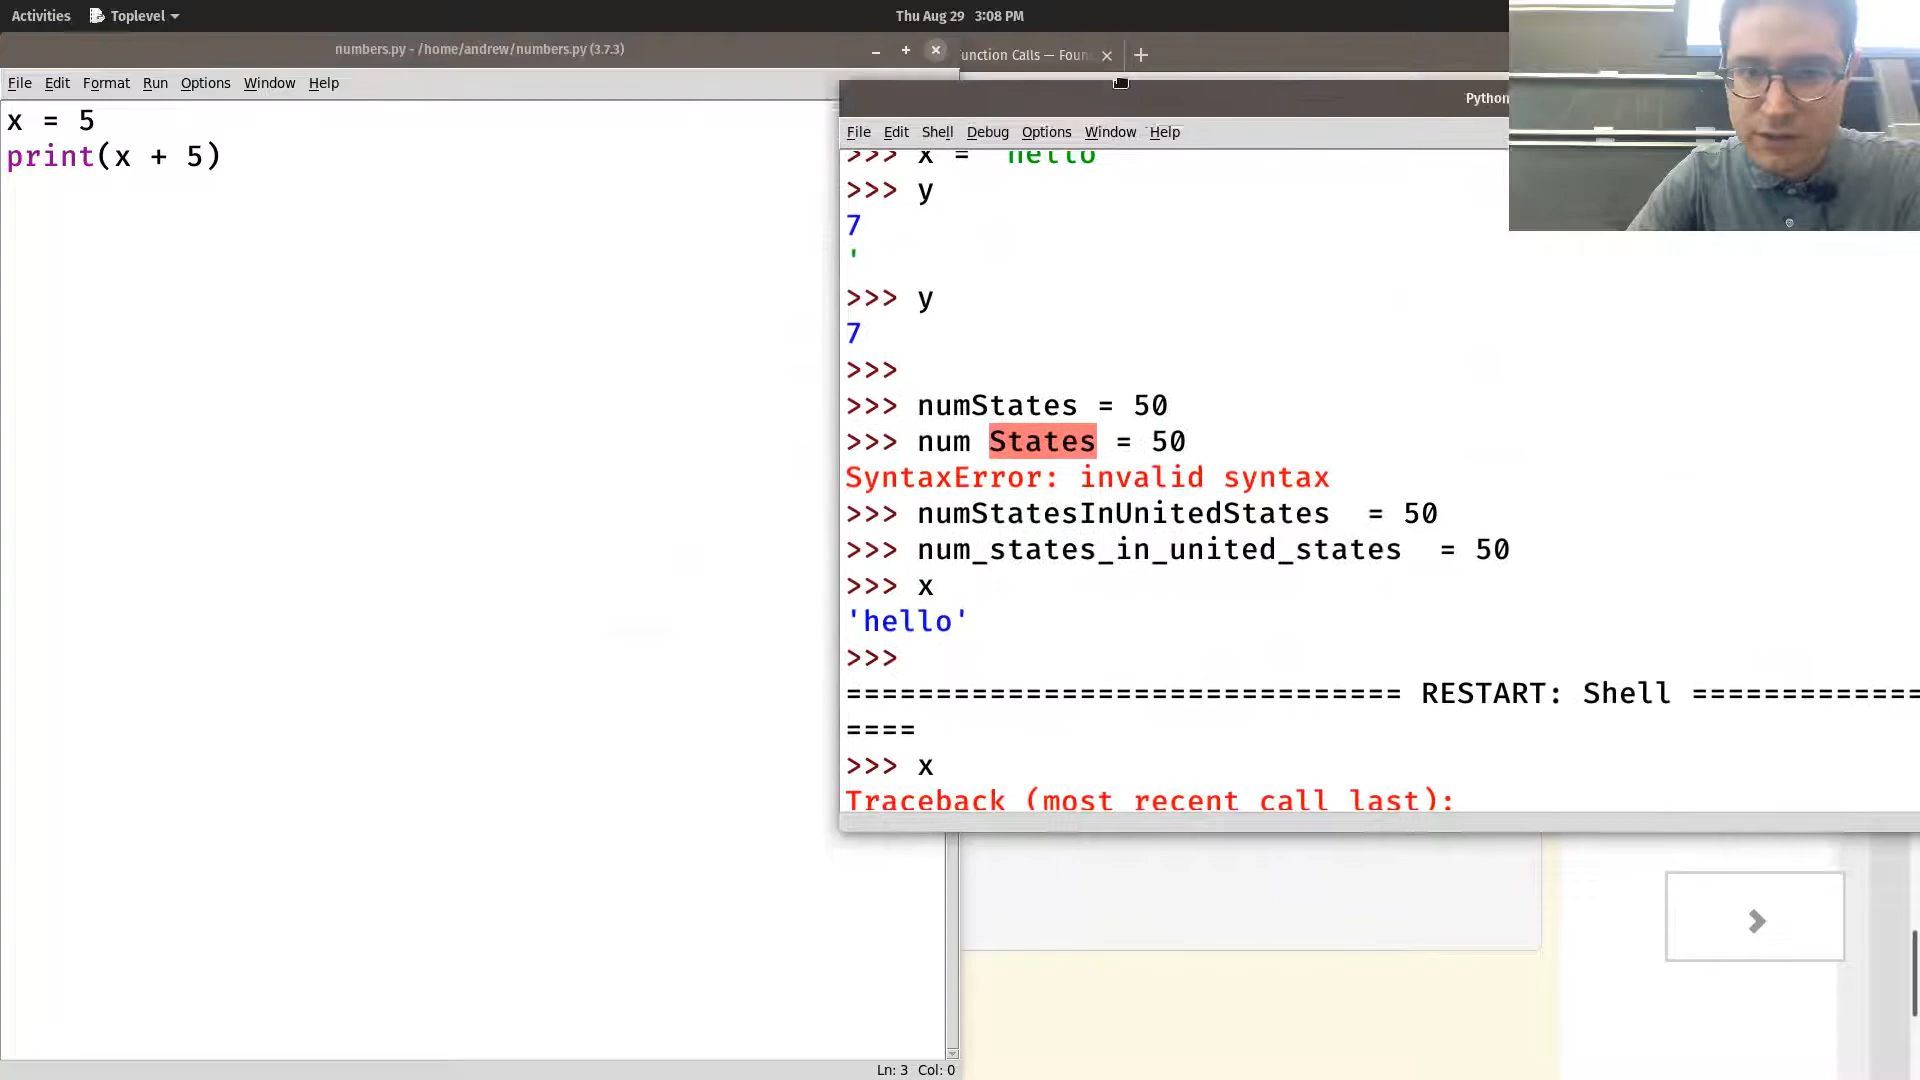 Activities
Toplevel
Thu Aug 29 3:08 PM
numbers.py - /home/andrew/numbers.py (3.7.3)
unction Calls — Foun
File Edit Format Run Options Window Help
x = 5
print(x + 5)
Ln: 3 Col: 0
Python
File Edit Shell Debug Options Window Help
>>> x = hello
>>> y
7
'
>>> y
7
>>>
>>> numStates = 50
>>> num States = 50
SyntaxError: invalid syntax
>>> numStatesInUnitedStates  = 50
>>> num_states_in_united_states  = 50
>>> x
'hello'
>>>
=============================== RESTART: Shell =============
====
>>> x
Traceback (most recent call last):